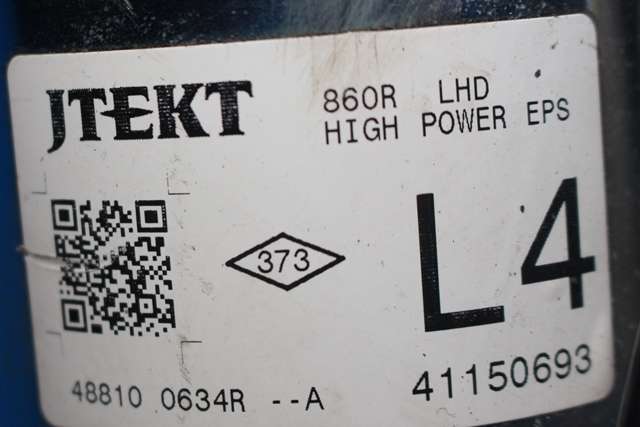 JTEKT
860R LHD
HIGH POWER EPS
373
L4
48810 0634R --A
41150693